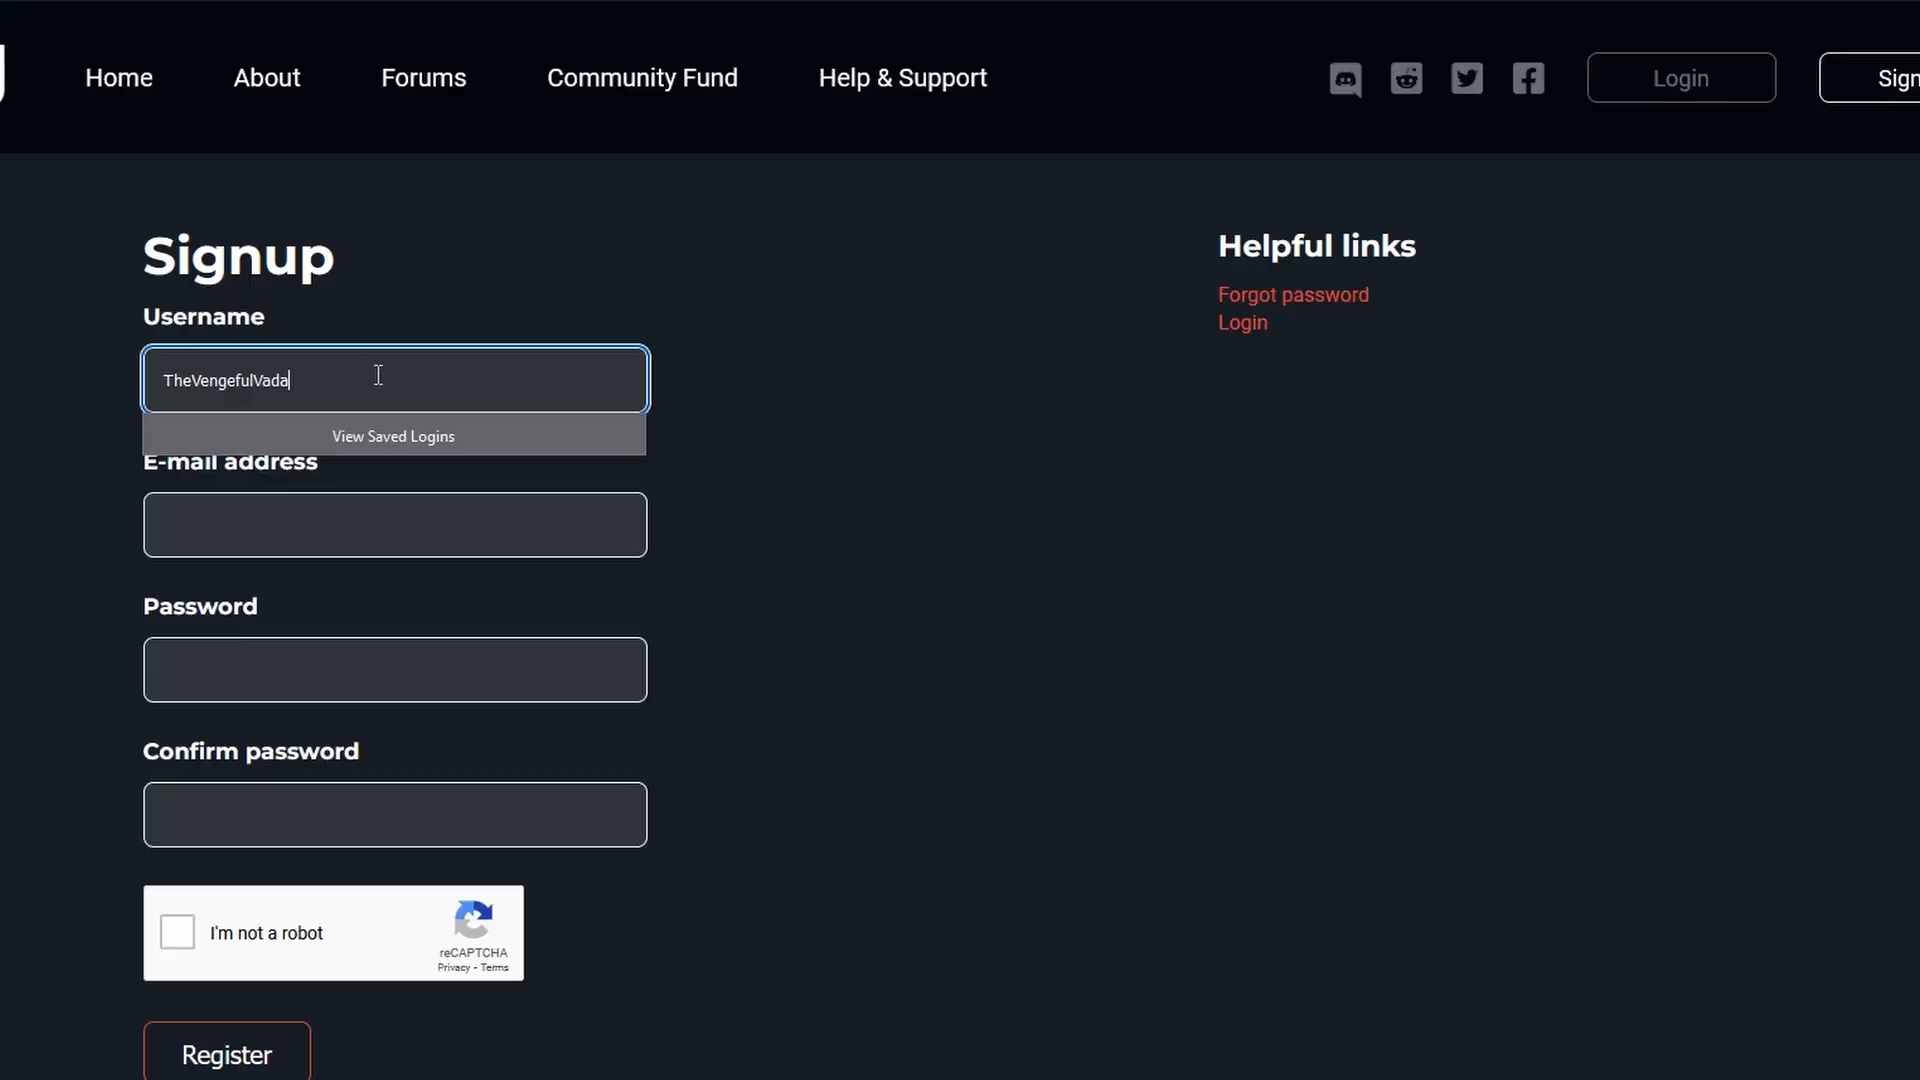 Home About Forums Community Fund Help & Support Login Sign
Signup
Username
TheVengefulVada
View Saved Logins
E-mail address
Password
Confirm password
I'm not a robot
reCAPTCHA
Privacy - Terms
Register
Helpful links
Forgot password
Login